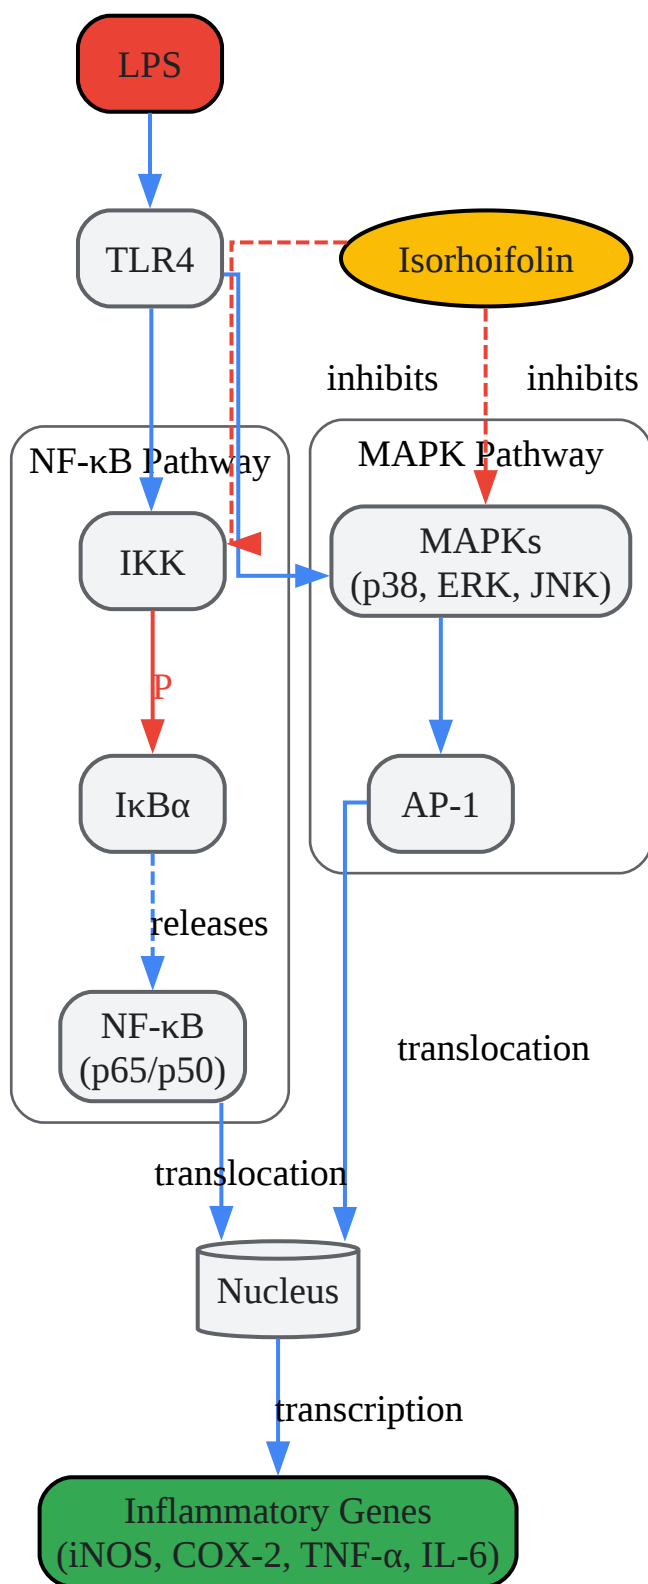 LPS
TLR4
Isorhoifolin
inhibits
inhibits
NF-κB Pathway
MAPK Pathway
IKK
MAPKs
(p38, ERK, JNK)
P
IκBα
AP-1
releases
NF-κB
(p65/p50)
translocation
translocation
Nucleus
transcription
Inflammatory Genes
(iNOS, COX-2, TNF-α, IL-6)